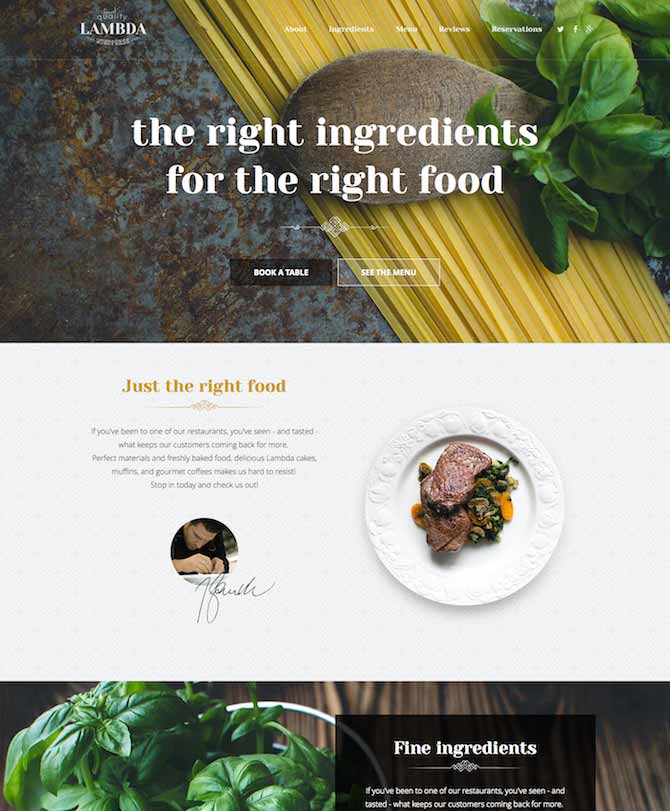 quality
LAMBDA
WORDPRESS
About Ingredients Menu Reviews Reservations
the right ingredients
for the right food
BOOK A TABLE SEE THE MENU
Just the right food
If you've been to one of our restaurants, you've seen - and tasted -
what keeps our customers coming back for more.
Perfect materials and freshly baked food, delicious Lambda cakes,
muffins, and gourmet coffees makes us hard to resist!
Stop in today and check us out!
Fine ingredients
If you've been to one of our restaurants, you've seen - and
tasted - what keeps our customers coming back for more.